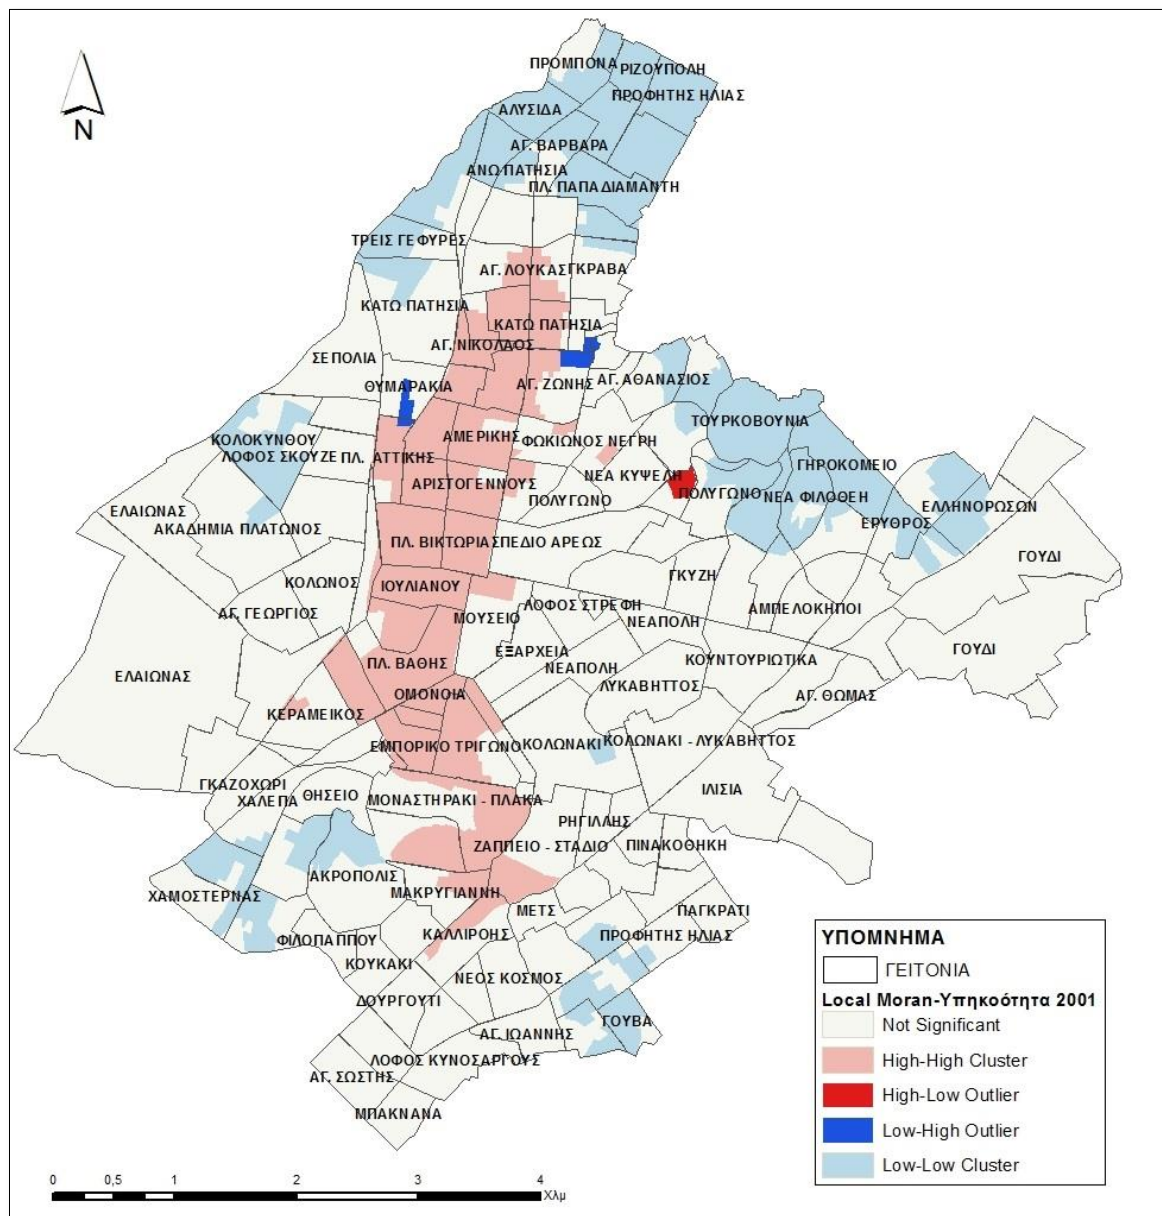 ΠΡΟΜΠΟΝΑ
ΡΙΖΟΥΠΟΛΗ
ΠΡΟΦΗΤΗΣ ΗΛΙΑΣ
ΑΛΥΣΙΔΑ
ΑΓ. ΒΑΡΒΑΡΑ
ΑΝΩ ΠΑΤΗΣΙΑ
ΠΛ. ΠΑΠΑΔΙΑΜΑΝΤΗ
N
ΤΡΕΙΣ ΓΕΦΥΡΕΣ
ΑΓ. ΛΟΥΚΑΣ
ΓΚΡΑΒΑ
ΚΑΤΩ ΠΑΤΗΣΙΑ
ΚΑΤΩ ΠΑΤΗΣΙΑ
ΑΓ. ΝΙΚΟΛΑΟΣ
ΣΕΠΟΛΙΑ
ΘΥΜΑΡΑΚΙΑ
ΑΓ. ΖΩΝΗΣ
ΑΓ. ΑΘΑΝΑΣΙΟΣ
ΤΟΥΡΚΟΒΟΥΝΙΑ
ΚΟΛΟΚΥΝΘΟΥ
ΛΟΦΟΣ ΣΚΟΥΖΕ
ΠΛ. ΑΤΤΙΚΗΣ
ΑΜΕΡΙΚΗΣ
ΦΩΚΙΩΝΟΣ ΝΕΓΡΗ
ΓΗΡΟΚΟΜΕΙΟ
ΑΡΙΣΤΟΓΕΝΝΟΥΣ
ΝΕΑ ΚΥΨΕΛΗ
ΠΟΛΥΓΩΝΟ
ΠΟΛΥΓΩΝΟ
ΝΕΑ ΦΙΛΟΘΕΗ
ΕΛΛΗΝΟΡΩΣΩΝ
ΕΡΥΘΡΟΣ
ΕΛΑΙΩΝΑΣ
ΑΚΑΔΗΜΙΑ ΠΛΑΤΩΝΟΣ
ΠΛ. ΒΙΚΤΩΡΙΑΣ
ΠΕΔΙΟ ΑΡΕΩΣ
ΓΟΥΔΙ
ΚΟΛΩΝΟΣ
ΙΟΥΛΙΑΝΟΥ
ΓΚΥΖΗ
ΑΓ. ΓΕΩΡΓΙΟΣ
ΜΟΥΣΕΙΟ
ΛΟΦΟΣ ΣΤΡΕΦΗ
ΝΕΑΠΟΛΗ
ΑΜΠΕΛΟΚΗΠΟΙ
ΓΟΥΔΙ
ΕΞΑΡΧΕΙΑ
ΝΕΑΠΟΛΗ
ΚΟΥΝΤΟΥΡΙΩΤΙΚΑ
ΕΛΑΙΩΝΑΣ
ΠΛ. ΒΑΘΗΣ
ΟΜΟΝΟΙΑ
ΛΥΚΑΒΗΤΤΟΣ
ΑΓ. ΘΩΜΑΣ
ΚΕΡΑΜΕΙΚΟΣ
ΕΜΠΟΡΙΚΟ ΤΡΙΓΩΝΟ
ΚΟΛΩΝΑΚΙ
ΚΟΛΩΝΑΚΙ - ΛΥΚΑΒΗΤΤΟΣ
ΓΚΑΖΟΧΩΡΙ
ΧΑΛΕΠΑ
ΘΗΣΕΙΟ
ΜΟΝΑΣΤΗΡΑΚΙ - ΠΛΑΚΑ
ΙΛΙΣΙΑ
ΡΗΓΙΛΛΗΣ
ΖΑΠΠΕΙΟ - ΣΤΑΔΙΟ
ΠΙΝΑΚΟΘΗΚΗ
ΑΚΡΟΠΟΛΙΣ
ΜΑΚΡΥΓΙΑΝΝΗ
ΧΑΜΟΣΤΕΡΝΑΣ
ΜΕΤΣ
ΠΑΓΚΡΑΤΙ
ΦΙΛΟΠΑΠΠΟΥ
ΚΑΛΛΙΡΟΗΣ
ΠΡΟΦΗΤΗΣ ΗΛΙΑΣ
ΚΟΥΚΑΚΙ
ΝΕΟΣ ΚΟΣΜΟΣ
ΔΟΥΡΓΟΥΤΙ
ΑΓ. ΙΩΑΝΝΗΣ
ΓΟΥΒΑ
ΛΟΦΟΣ ΚΥΝΟΣΑΡΓΟΥΣ
ΑΓ. ΣΩΣΤΗΣ
ΜΠΑΚΝΑΝΑ
ΥΠΟΜΝΗΜΑ
ΓΕΙΤΟΝΙΑ
Local Moran-Υπηκοότητα 2001
Not Significant
High-High Cluster
High-Low Outlier
Low-High Outlier
Low-Low Cluster
0 0,5 1 2 3 4
Χλμ